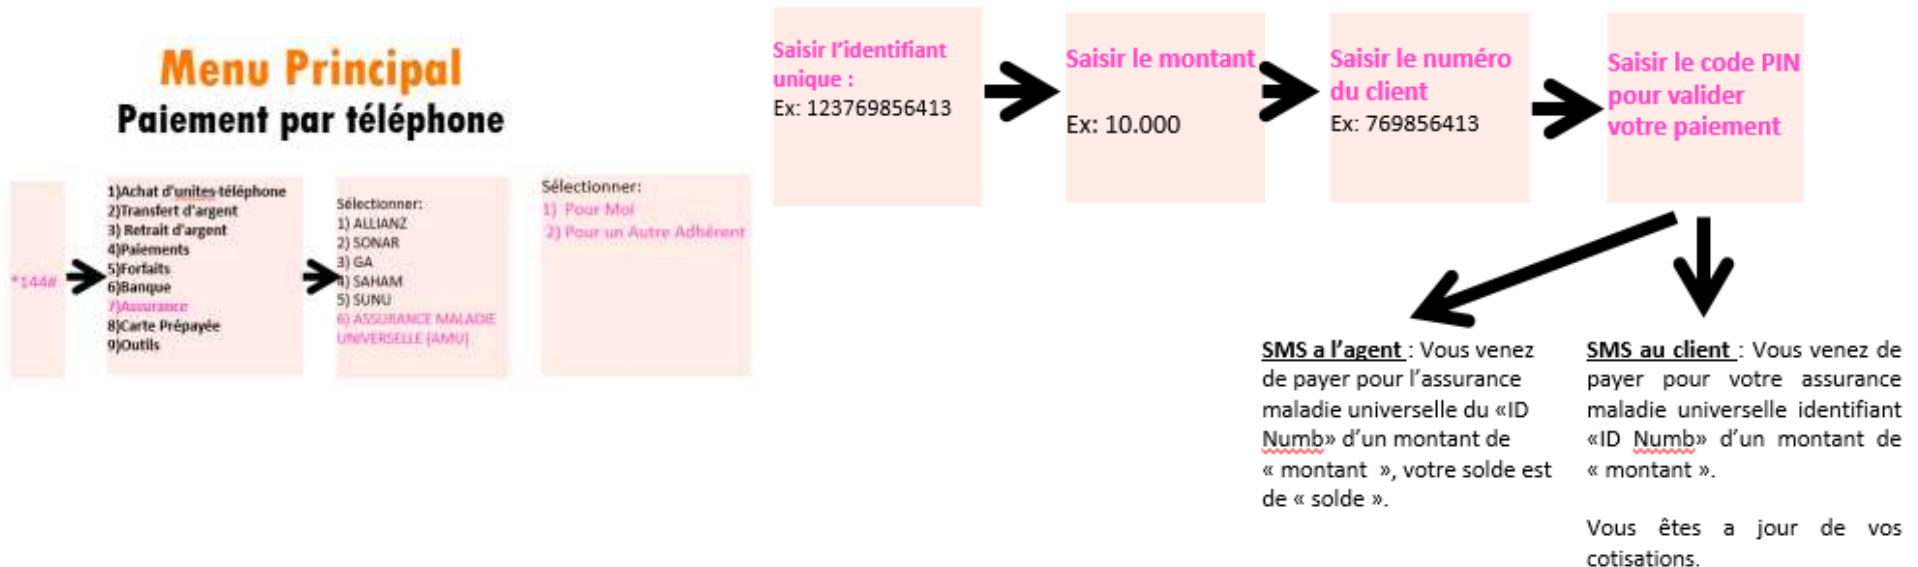 Menu Principal
Paiement par téléphone
*144#
1)Achat d'unites téléphone
2)Transfert d'argent
3) Retrait d'argent
4)Paiements
5)Forfaits
6)Banque
7)Assurance
8)Carte Prépayée
9)Outils
Sélectionner:
1) ALLIANZ
2) SONAR
3) GA
4) SAHAM
5) SUNU
6) ASSURANCE MALADIE
UNIVERSELLE (AMU)
Sélectionner:
1) Pour Moi
2) Pour un Autre Adhérent
Saisir l'identifiant
unique :
Ex: 123769856413
Saisir le montant
Ex: 10.000
Saisir le numéro
du client
Ex: 769856413
Saisir le code PIN
pour valider
votre paiement
SMS a l'agent : Vous venez
de payer pour l'assurance
maladie universelle du «ID
Numb» d'un montant de
« montant », votre solde est
de « solde ».
SMS au client : Vous venez de
payer pour votre assurance
maladie universelle identifiant
«ID Numb» d'un montant de
« montant ».
Vous êtes a jour de vos
cotisations.